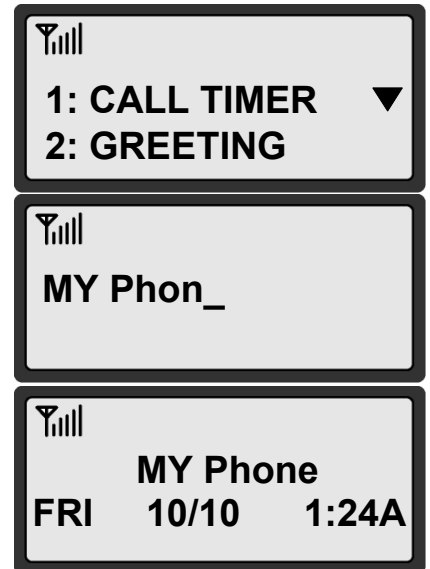 1: CALL TIMER ▼
2: GREETING
MY Phon_
MY Phone
FRI 10/10 1:24A